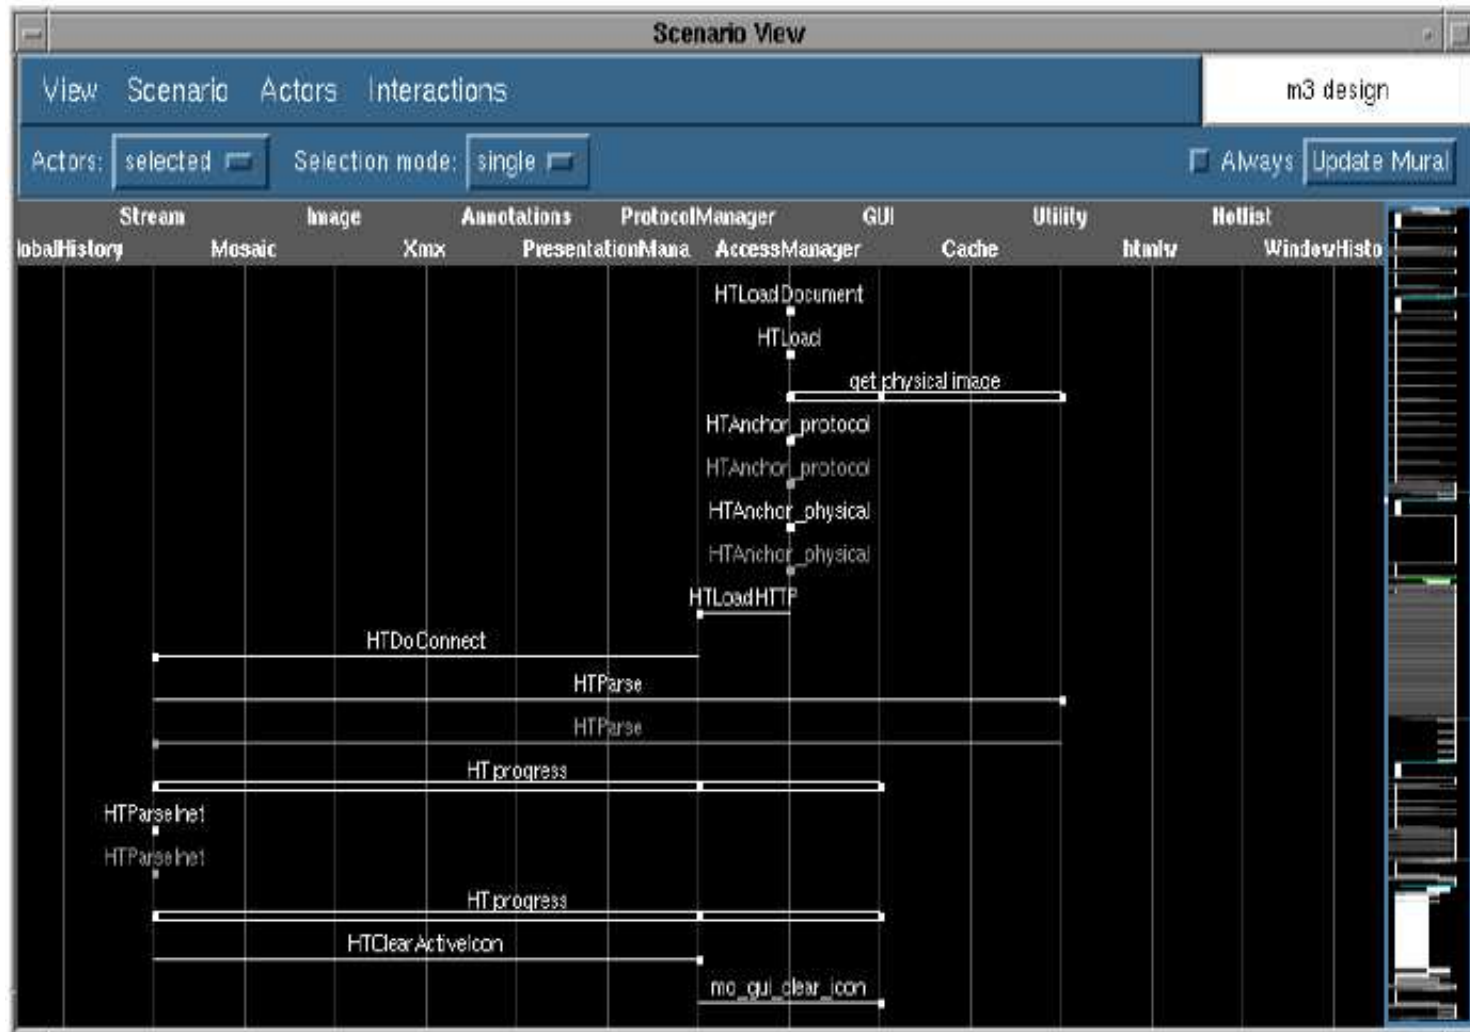 Scenario View
View Scenario Actors Interactions m3 design
Actors: selected Selection mode: single Always Update Mural
Stream Image Annotations ProtocolManager GUI Utility Hotlist
lobalHistory Mosaic Xmx PresentationMana AccessManager Cache htmlw WindowHisto
HTLoadDocument
HTLoad
get physical image
HTAnchor_protocol
HTAnchor_protocol
HTAnchor_physical
HTAnchor_physical
HTLoadHTTP
HTDoConnect
HTParse
HTParse
HTprogress
HTParseInet
HTParseInet
HTprogress
HTClearActiveIcon
mo_gui_clear_icon